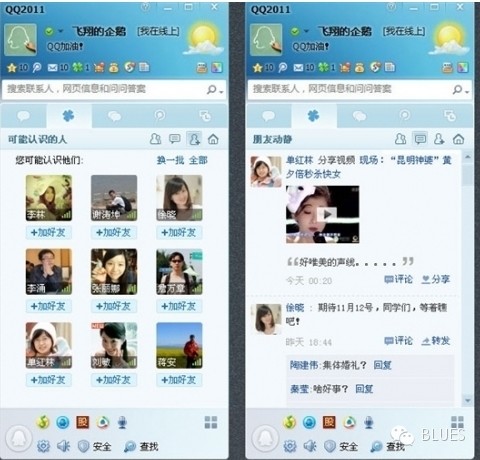 QQ2011
飞翔的企鹅 [我在线上]
QQ加油!
10 10 1
搜索联系人，网页信息和问问答案
可能认识的人
您可能认识他们: 换一批 全部
李林 谢海坤 徐晓
+加好友 +加好友 +加好友
李涌 张丽娜 詹万章
+加好友 +加好友 +加好友
单红林 刘敏 蒋安
+加好友 +加好友 +加好友
安全 查找
QQ2011
飞翔的企鹅 [我在线上]
QQ加油!
10 10 1
搜索联系人，网页信息和问问答案
朋友动静
单红林 分享视频 现场：“昆明神婆”黄
夕倍秒杀快女
“好唯美的声线.....”
今天 00:20 评论 分享
徐晓 : 期待11月12号，同学们，等着瞧
吧!
昨天 18:44 评论 转发
陶建伟: 集体婚礼? 回复
秦莹: 啥好事? 回复
安全 查找
BLUES